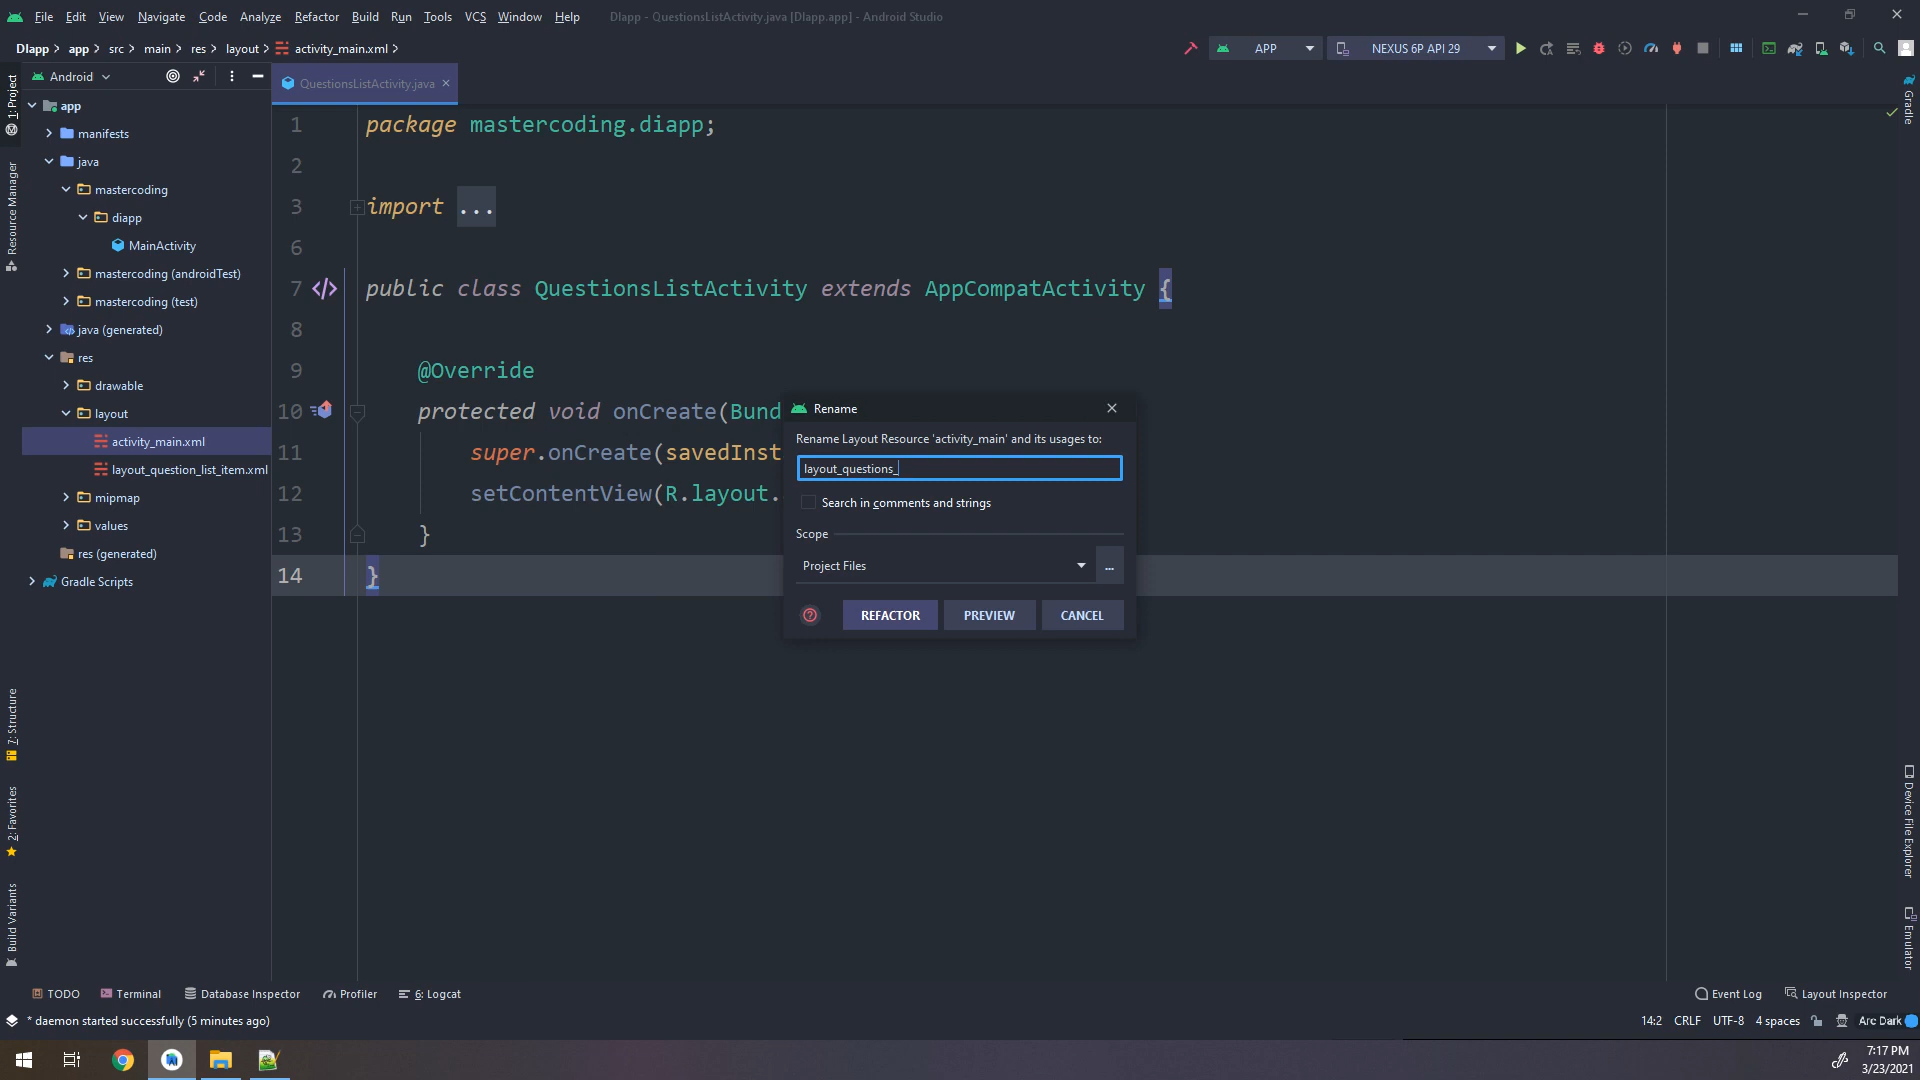 File Edit View Navigate Code Analyze Refactor Build Run Tools VCS Window Help DIapp - QuestionsListActivity.java [DIapp.app] - Android Studio
DIapp app src main res layout activity_main.xml APP NEXUS 6P API 29
Android QuestionsListActivity.java
1: Project
Resource Manager
7: Structure
2: Favorites
Build Variants
app
manifests
java
mastercoding
diapp
MainActivity
mastercoding (androidTest)
mastercoding (test)
java (generated)
res
drawable
layout
activity_main.xml
layout_question_list_item.xml
mipmap
values
res (generated)
Gradle Scripts
1 package mastercoding.diapp;
2
3 import ...
6
7 public class QuestionsListActivity extends AppCompatActivity {
8
9 @Override
10 protected void onCreate(Bund
11 super.onCreate(savedInst
12 setContentView(R.layout.
13 }
14 }
Rename
Rename Layout Resource 'activity_main' and its usages to:
layout_questions_
Search in comments and strings
Scope
Project Files
...
REFACTOR PREVIEW CANCEL
Gradle
Device File Explorer
Emulator
TODO Terminal Database Inspector Profiler 6: Logcat Event Log Layout Inspector
* daemon started successfully (5 minutes ago) 14:2 CRLF UTF-8 4 spaces Arc Dark
7:17 PM
3/23/2021